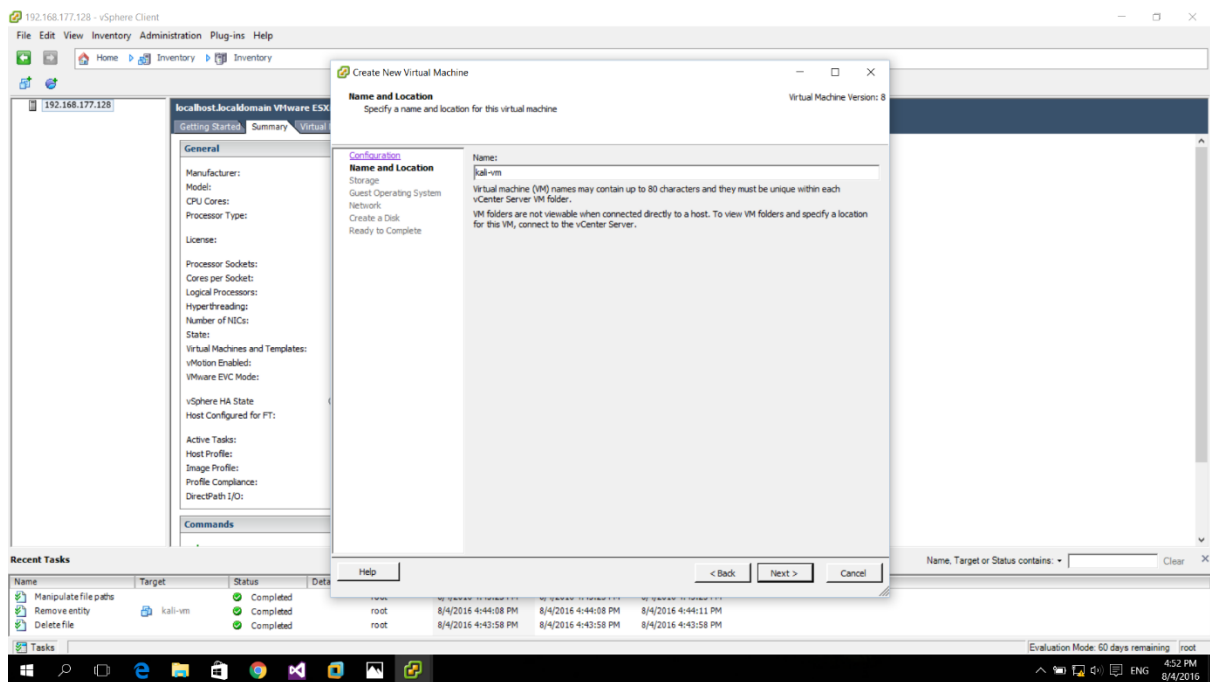 192.168.177.128 - vSphere Client
File Edit View Inventory Administration Plug-ins Help
Home Inventory Inventory
192.168.177.128
localhost.localdomain VMware ESX
Getting Started Summary Virtual
General
Manufacturer:
Model:
CPU Cores:
Processor Type:
License:
Processor Sockets:
Cores per Socket:
Logical Processors:
Hyperthreading:
Number of NICs:
State:
Virtual Machines and Templates:
vMotion Enabled:
VMware EVC Mode:
vSphere HA State
Host Configured for FT:
Active Tasks:
Host Profile:
Image Profile:
Profile Compliance:
DirectPath I/O:
Commands
Create New Virtual Machine
Name and Location
Specify a name and location for this virtual machine
Virtual Machine Version: 8
Configuration
Name and Location
Storage
Guest Operating System
Network
Create a Disk
Ready to Complete
Name:
kali-vm
Virtual machine (VM) names may contain up to 80 characters and they must be unique within each
vCenter Server VM folder.
VM folders are not viewable when connected directly to a host. To view VM folders and specify a location
for this VM, connect to the vCenter Server.
Help < Back Next > Cancel
Recent Tasks
Name, Target or Status contains: Clear
Name Target Status Deta
Manipulate file paths Completed
Remove entity kali-vm Completed root 8/4/2016 4:44:08 PM 8/4/2016 4:44:08 PM 8/4/2016 4:44:11 PM
Delete file Completed root 8/4/2016 4:43:58 PM 8/4/2016 4:43:58 PM 8/4/2016 4:43:58 PM
Tasks
Evaluation Mode: 60 days remaining root
ENG
4:52 PM
8/4/2016